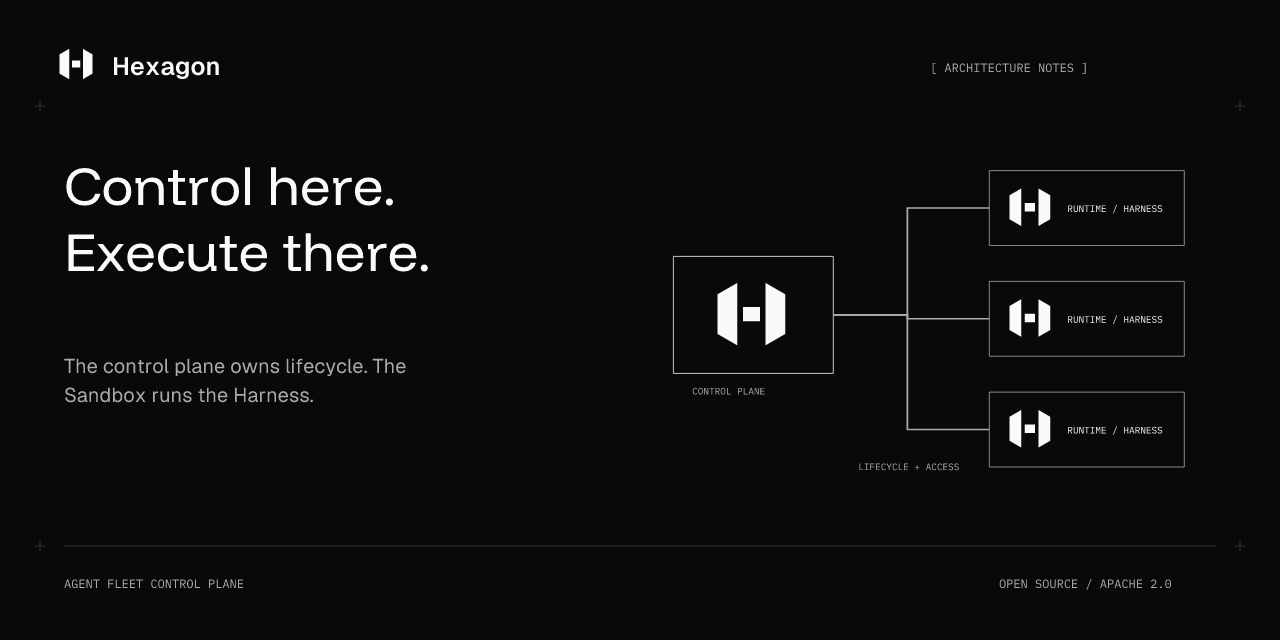 Hexagon
[ ARCHITECTURE NOTES ]
Control here.
Execute there.
The control plane owns lifecycle. The
Sandbox runs the Harness.
RUNTIME / HARNESS
RUNTIME / HARNESS
RUNTIME / HARNESS
CONTROL PLANE
LIFECYCLE + ACCESS
AGENT FLEET CONTROL PLANE
OPEN SOURCE / APACHE 2.0